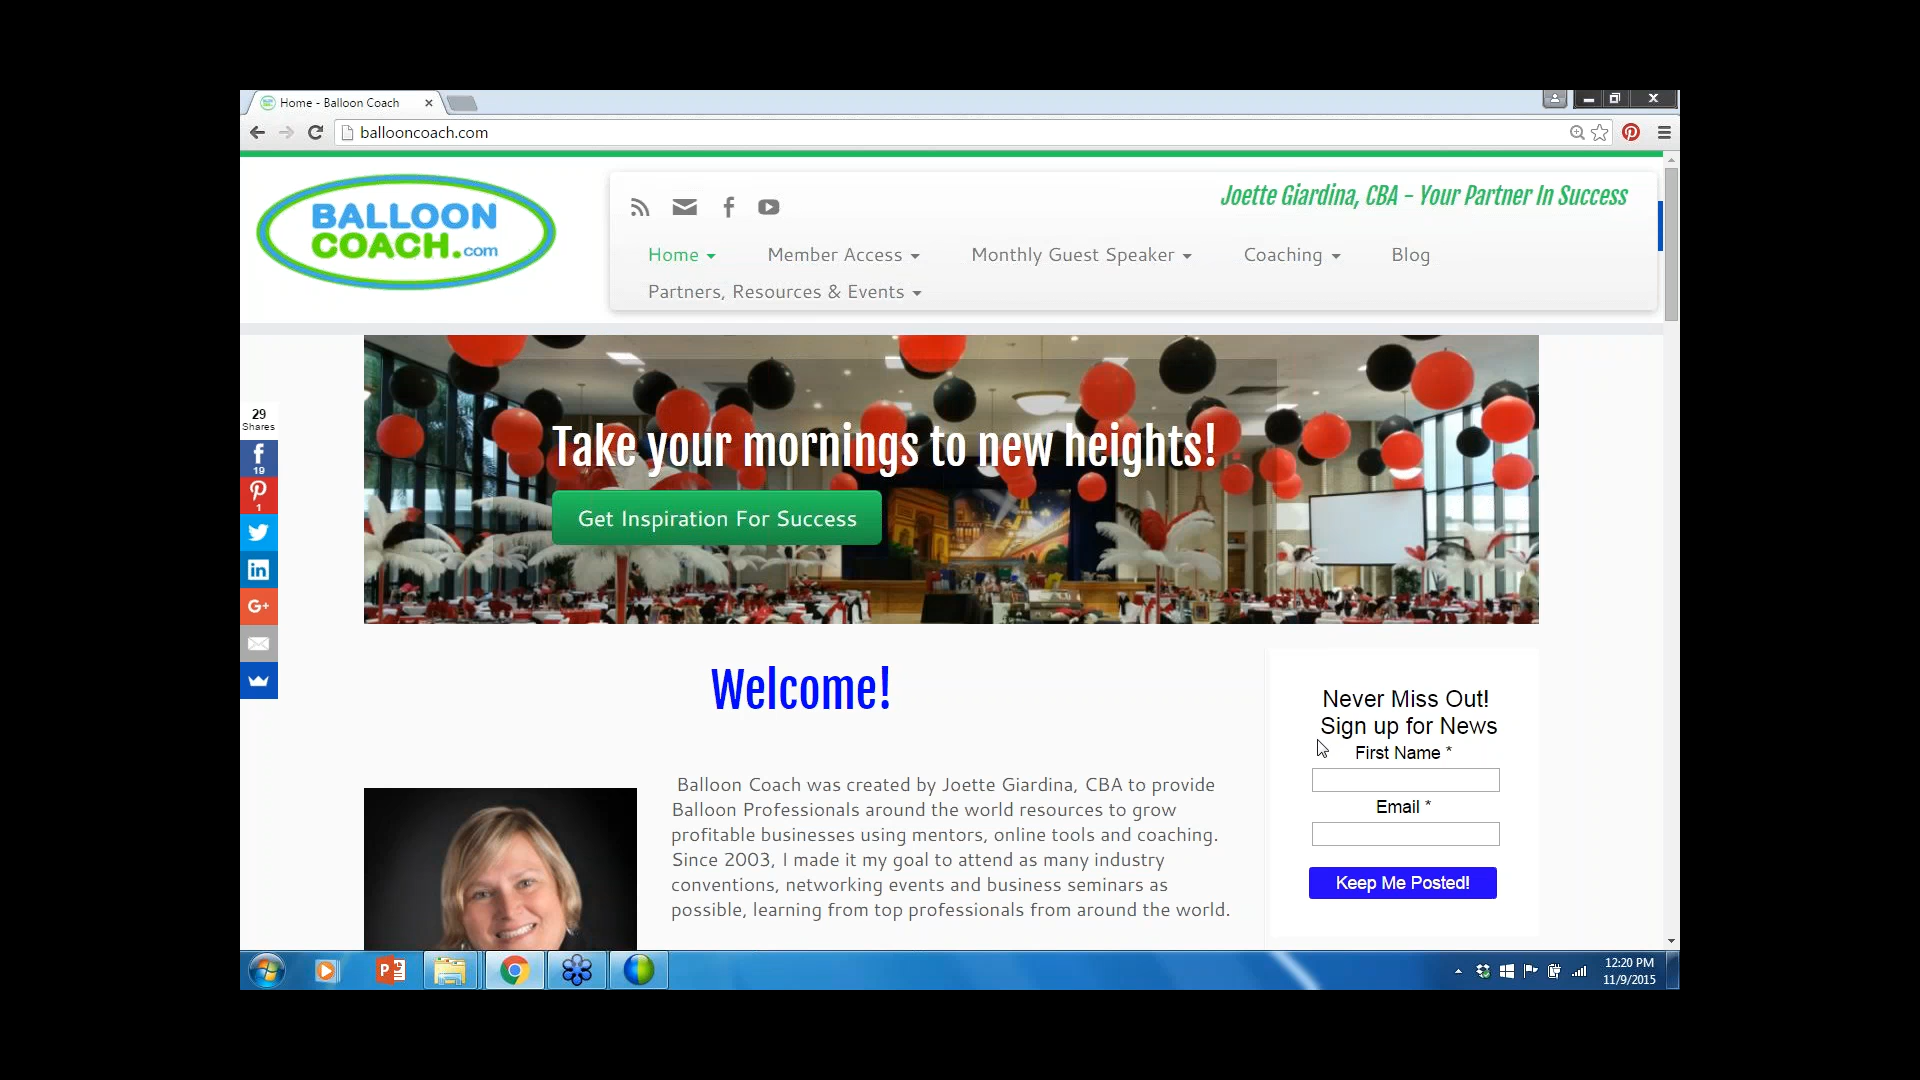 Home - Balloon Coach
ballooncoach.com
BALLOON
COACH.com
Joette Giardina, CBA - Your Partner In Success
Home
Member Access
Monthly Guest Speaker
Coaching
Blog
Partners, Resources & Events
Take your mornings to new heights!
Get Inspiration For Success
29
Shares
19
1
Welcome!
Balloon Coach was created by Joette Giardina, CBA to provide
Balloon Professionals around the world resources to grow
profitable businesses using mentors, online tools and coaching.
Since 2003, I made it my goal to attend as many industry
conventions, networking events and business seminars as
possible, learning from top professionals from around the world.
Never Miss Out!
Sign up for News
First Name *
Email *
Keep Me Posted!
12:20 PM
11/9/2015